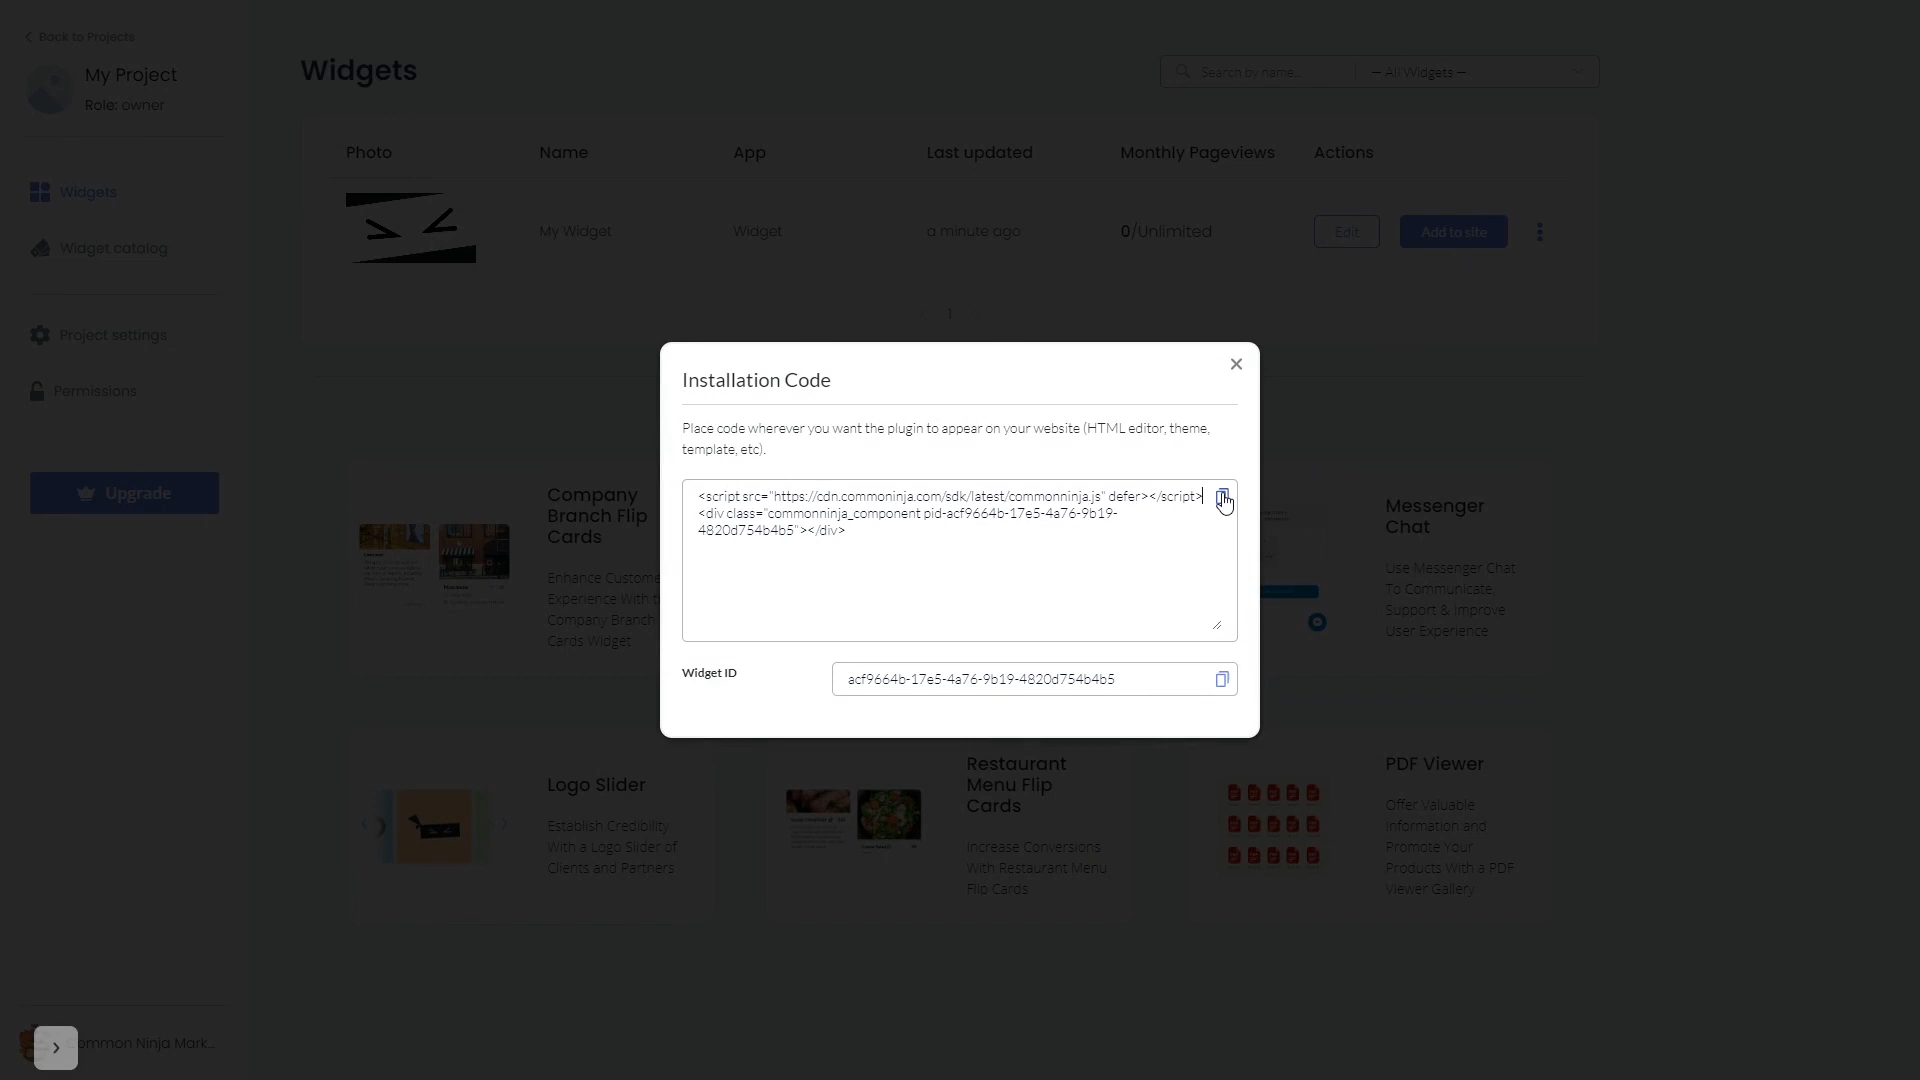 Back to Projects
My Project
Role: owner
Widgets
Widget catalog
Project settings
Permissions
Upgrade
Common Ninja Mark...
Widgets
Search by name...
— All Widgets —
Photo
Name
App
Last updated
Monthly Pageviews
Actions
My Widget
Widget
a minute ago
0/Unlimited
Edit
Add to site
1
Installation Code
Place code wherever you want the plugin to appear on your website (HTML editor, theme,
template, etc).
<script src="https://cdn.commoninja.com/sdk/latest/commonninja.js" defer></script>
<div class="commonninja_component pid-acf9664b-17e5-4a76-9b19-
4820d754b4b5"></div>
Widget ID
acf9664b-17e5-4a76-9b19-4820d754b4b5
Company
Branch Flip
Cards
Enhance Custome
Experience With t
Company Branch
Cards Widget
Messenger
Chat
Use Messenger Chat
To Communicate,
Support & Improve
User Experience
Logo Slider
Establish Credibility
With a Logo Slider of
Clients and Partners
Restaurant
Menu Flip
Cards
Increase Conversions
With Restaurant Menu
Flip Cards
PDF Viewer
Offer Valuable
Information and
Promote Your
Products With a PDF
Viewer Gallery